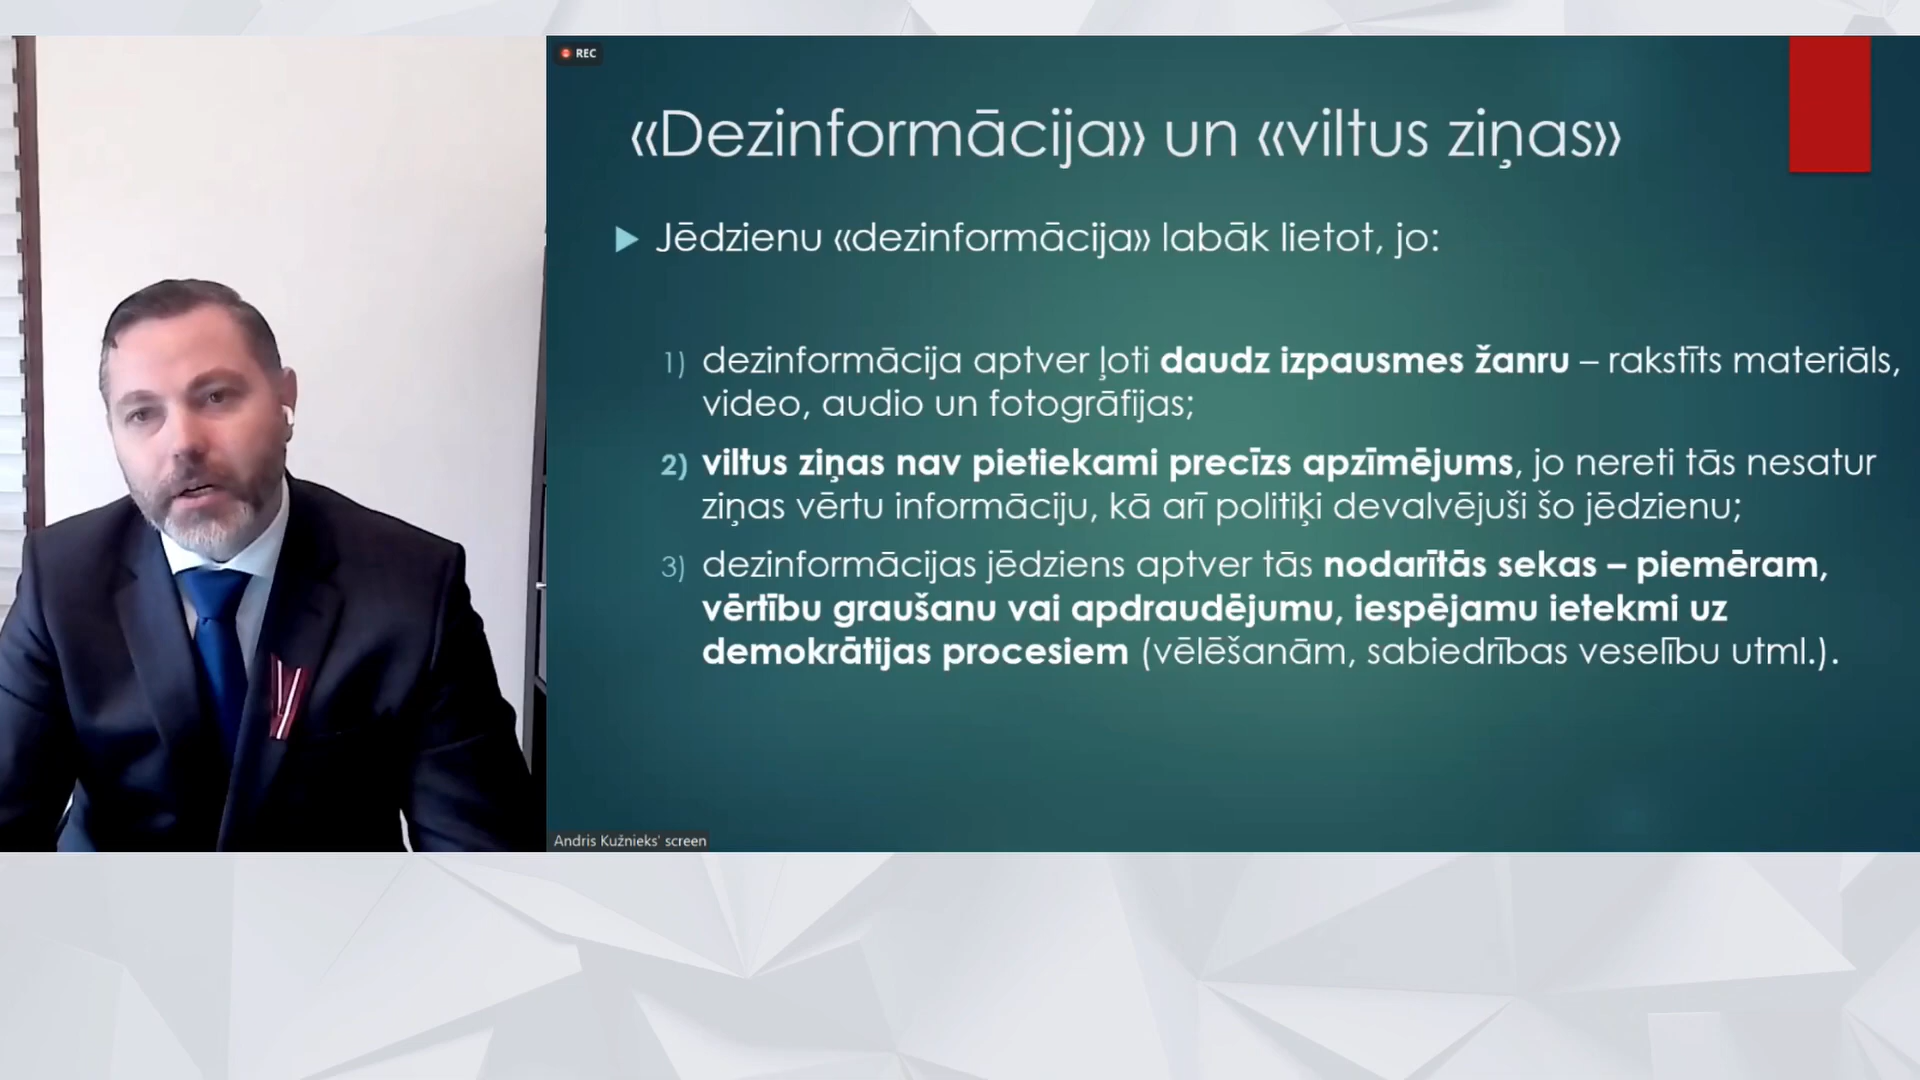 REC
«Dezinformācija» un «viltus ziņas»
Jēdzienu «dezinformācija» labāk lietot, jo:
1) dezinformācija aptver ļoti daudz izpausmes žanru – rakstīts materiāls,
video, audio un fotogrāfijas;
2) viltus ziņas nav pietiekami precīzs apzīmējums, jo nereti tās nesatur
ziņas vērtu informāciju, kā arī politiķi devalvējuši šo jēdzienu;
3) dezinformācijas jēdziens aptver tās nodarītās sekas – piemēram,
vērtību graušanu vai apdraudējumu, iespējamu ietekmi uz
demokrātijas procesiem (vēlēšanām, sabiedrības veselību utml.).
Andris Kužnieks' screen